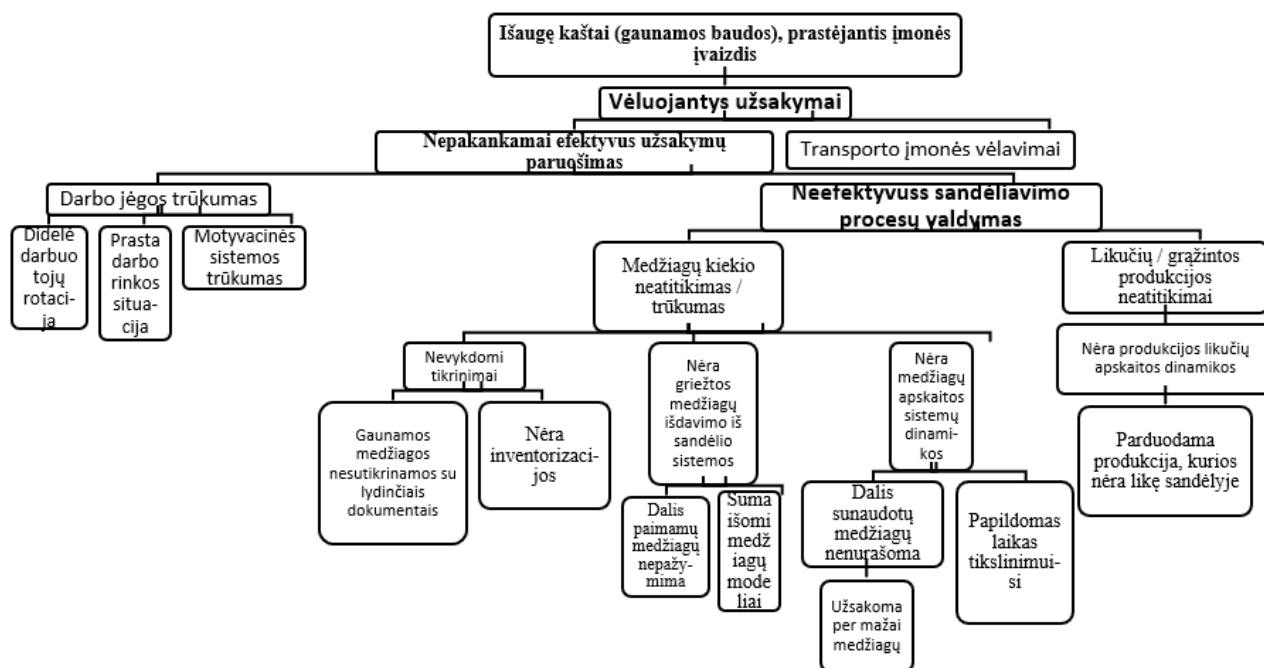 Išaugę kaštai (gaunamos baudos), prastėjantis įmonės
įvaizdis
Vėluojantys užsakymai
Nepakankamai efektyvus užsakymų
paruošimas
Transporto įmonės vėlavimai
Darbo jėgos trūkumas
Neefektyvuss sandėliavimo
procesų valdymas
Didelė
darbuo
tojų
rotaci-
ja
Prasta
darbo
rinkos
situa-
cija
Motyvacinės
sistemos
trūkumas
Medžiagų kiekio
neatitikimas /
trūkumas
Likučių / grąžintos
produkcijos
neatitikimai
Nevykdomi
tikrinimai
Nėra
griežtos
medžiagų
išdavimo iš
sandėlio
sistemos
Nėra
medžiagų
apskaitos
sistemų
dinami-
kos
Nėra produkcijos likučių
apskaitos dinamikos
Gaunamos
medžiagos
nesutikrinamos su
lydinčiais
dokumentais
Nėra
inventorizaci-
jos
Dalis
paimamų
medžiagų
nepažy-
mima
Suma
išomi
medž
iagų
mode
liai
Dalis
sunaudotų
medžiagų
nenurašoma
Papildomas
laikas
tikslinimui-
si
Parduodama
produkcija, kurios
nėra likę sandėlyje
Užsakoma
per mažai
medžiagų